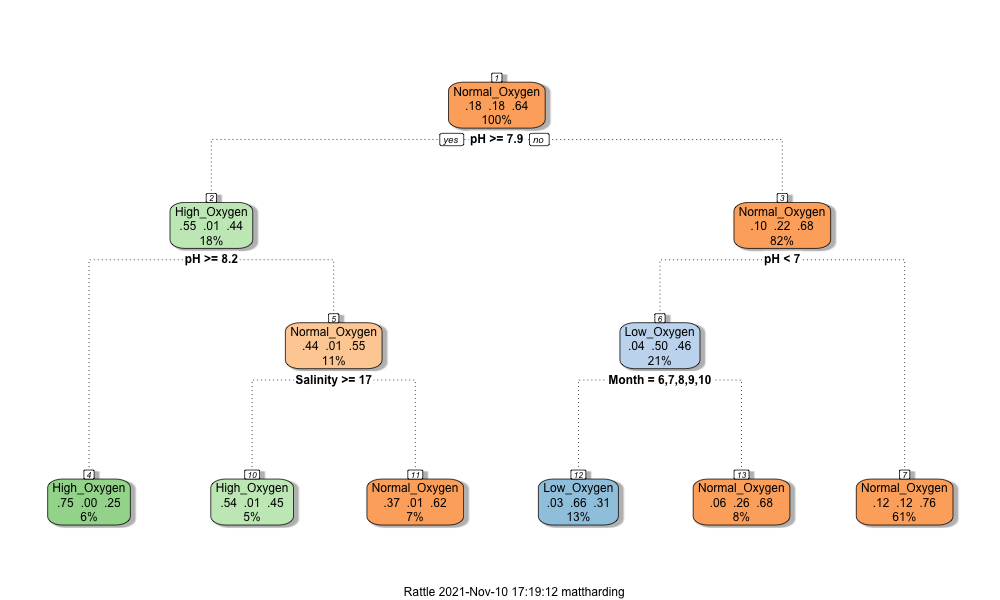 1
Normal_Oxygen
.18 .18 .64
100%
yes pH >= 7.9 no
2
High_Oxygen
.55 .01 .44
18%
3
Normal_Oxygen
.10 .22 .68
82%
pH >= 8.2
pH < 7
5
Normal_Oxygen
.44 .01 .55
11%
6
Low_Oxygen
.04 .50 .46
21%
Salinity >= 17
Month = 6,7,8,9,10
4
High_Oxygen
.75 .00 .25
6%
10
High_Oxygen
.54 .01 .45
5%
11
Normal_Oxygen
.37 .01 .62
7%
12
Low_Oxygen
.03 .66 .31
13%
13
Normal_Oxygen
.06 .26 .68
8%
7
Normal_Oxygen
.12 .12 .76
61%
Rattle 2021-Nov-10 17:19:12 mattharding